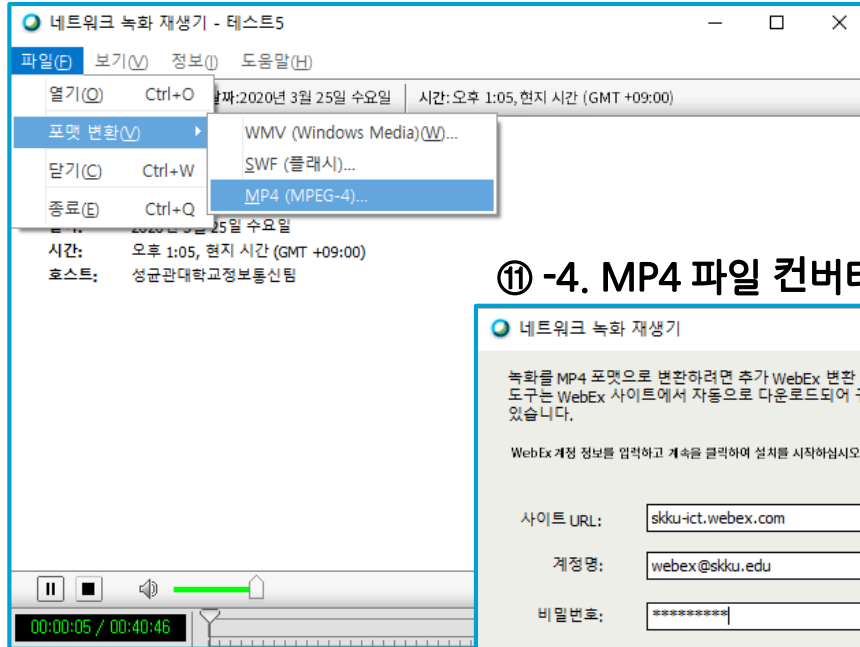 네트워크 녹화 재생기 - 테스트5
파일(F) 보기(V) 정보(I) 도움말(H)
열기(O) Ctrl+O
포맷 변환(V)
닫기(C) Ctrl+W
종료(E) Ctrl+Q
WMV (Windows Media)(W)...
SWF (플래시)...
MP4 (MPEG-4)...
짜:2020년 3월 25일 수요일 시간: 오후 1:05, 현지 시간 (GMT +09:00)
25일 수요일
시간: 오후 1:05, 현지 시간 (GMT +09:00)
호스트: 성균관대학교정보통신팀
00:00:05 / 00:40:46
⑪ -4. MP4 파일 컨버터
네트워크 녹화 재생기
녹화를 MP4 포맷으로 변환하려면 추가 WebEx 변환
도구는 WebEx 사이트에서 자동으로 다운로드되어
있습니다.
WebEx 계정 정보를 입력하고 계속을 클릭하여 설치를 시작하십시오
사이트 URL: skku-ict.webex.com
계정명: webex@skku.edu
비밀번호: *********